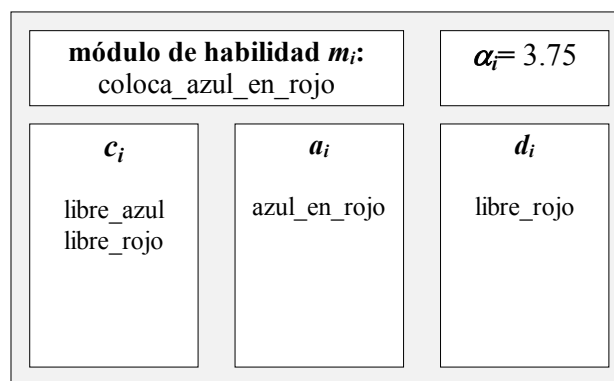 módulo de habilidad mᵢ:
coloca_azul_en_rojo
αᵢ= 3.75
cᵢ
libre_azul
libre_rojo
aᵢ
azul_en_rojo
dᵢ
libre_rojo